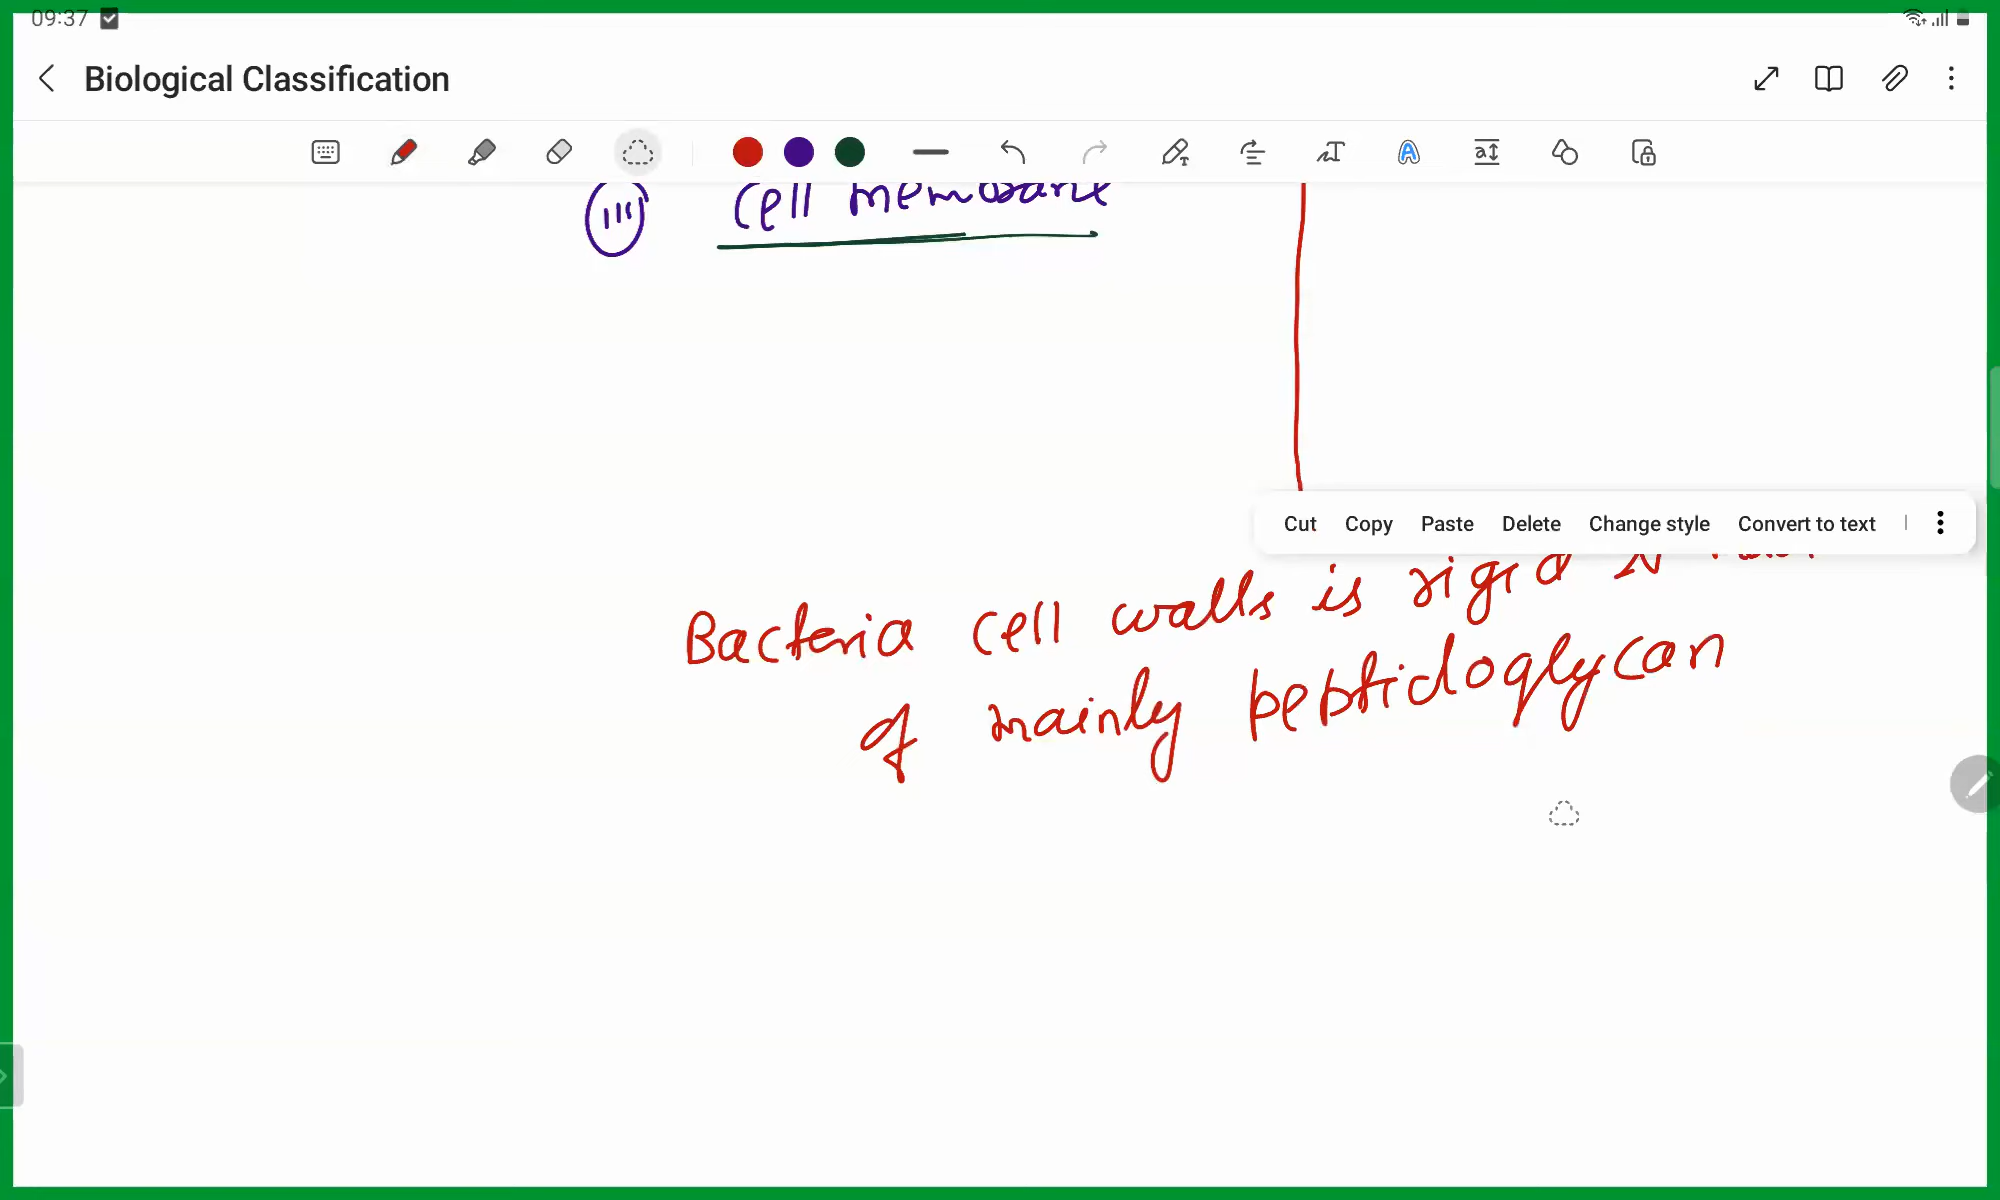 09:37
Biological Classification
(iii) Cell membrane
Cut Copy Paste Delete Change style Convert to text
Bacteria cell walls is rigid &
of mainly peptidoglycan